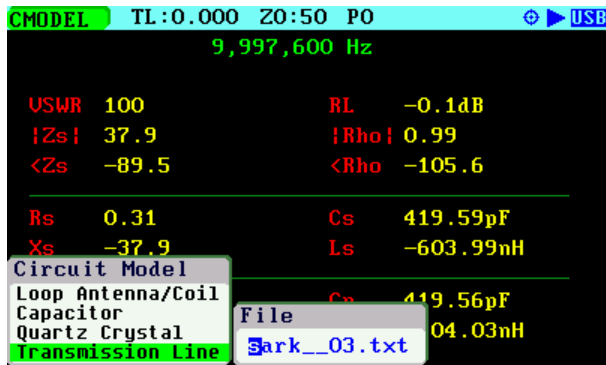 CMODEL TL:0.000 Z0:50 PO USB
9,997,600 Hz
VSWR 100 RL -0.1dB
|Zs| 37.9 |Rho| 0.99
<Zs -89.5 <Rho -105.6
Rs 0.31 Cs 419.59pF
Xs -37.9 Ls -603.99nH
Circuit Model
Loop Antenna/Coil
Capacitor
Quartz Crystal
Transmission Line
Cp 419.56pF
04.03nH
File
sark__03.txt